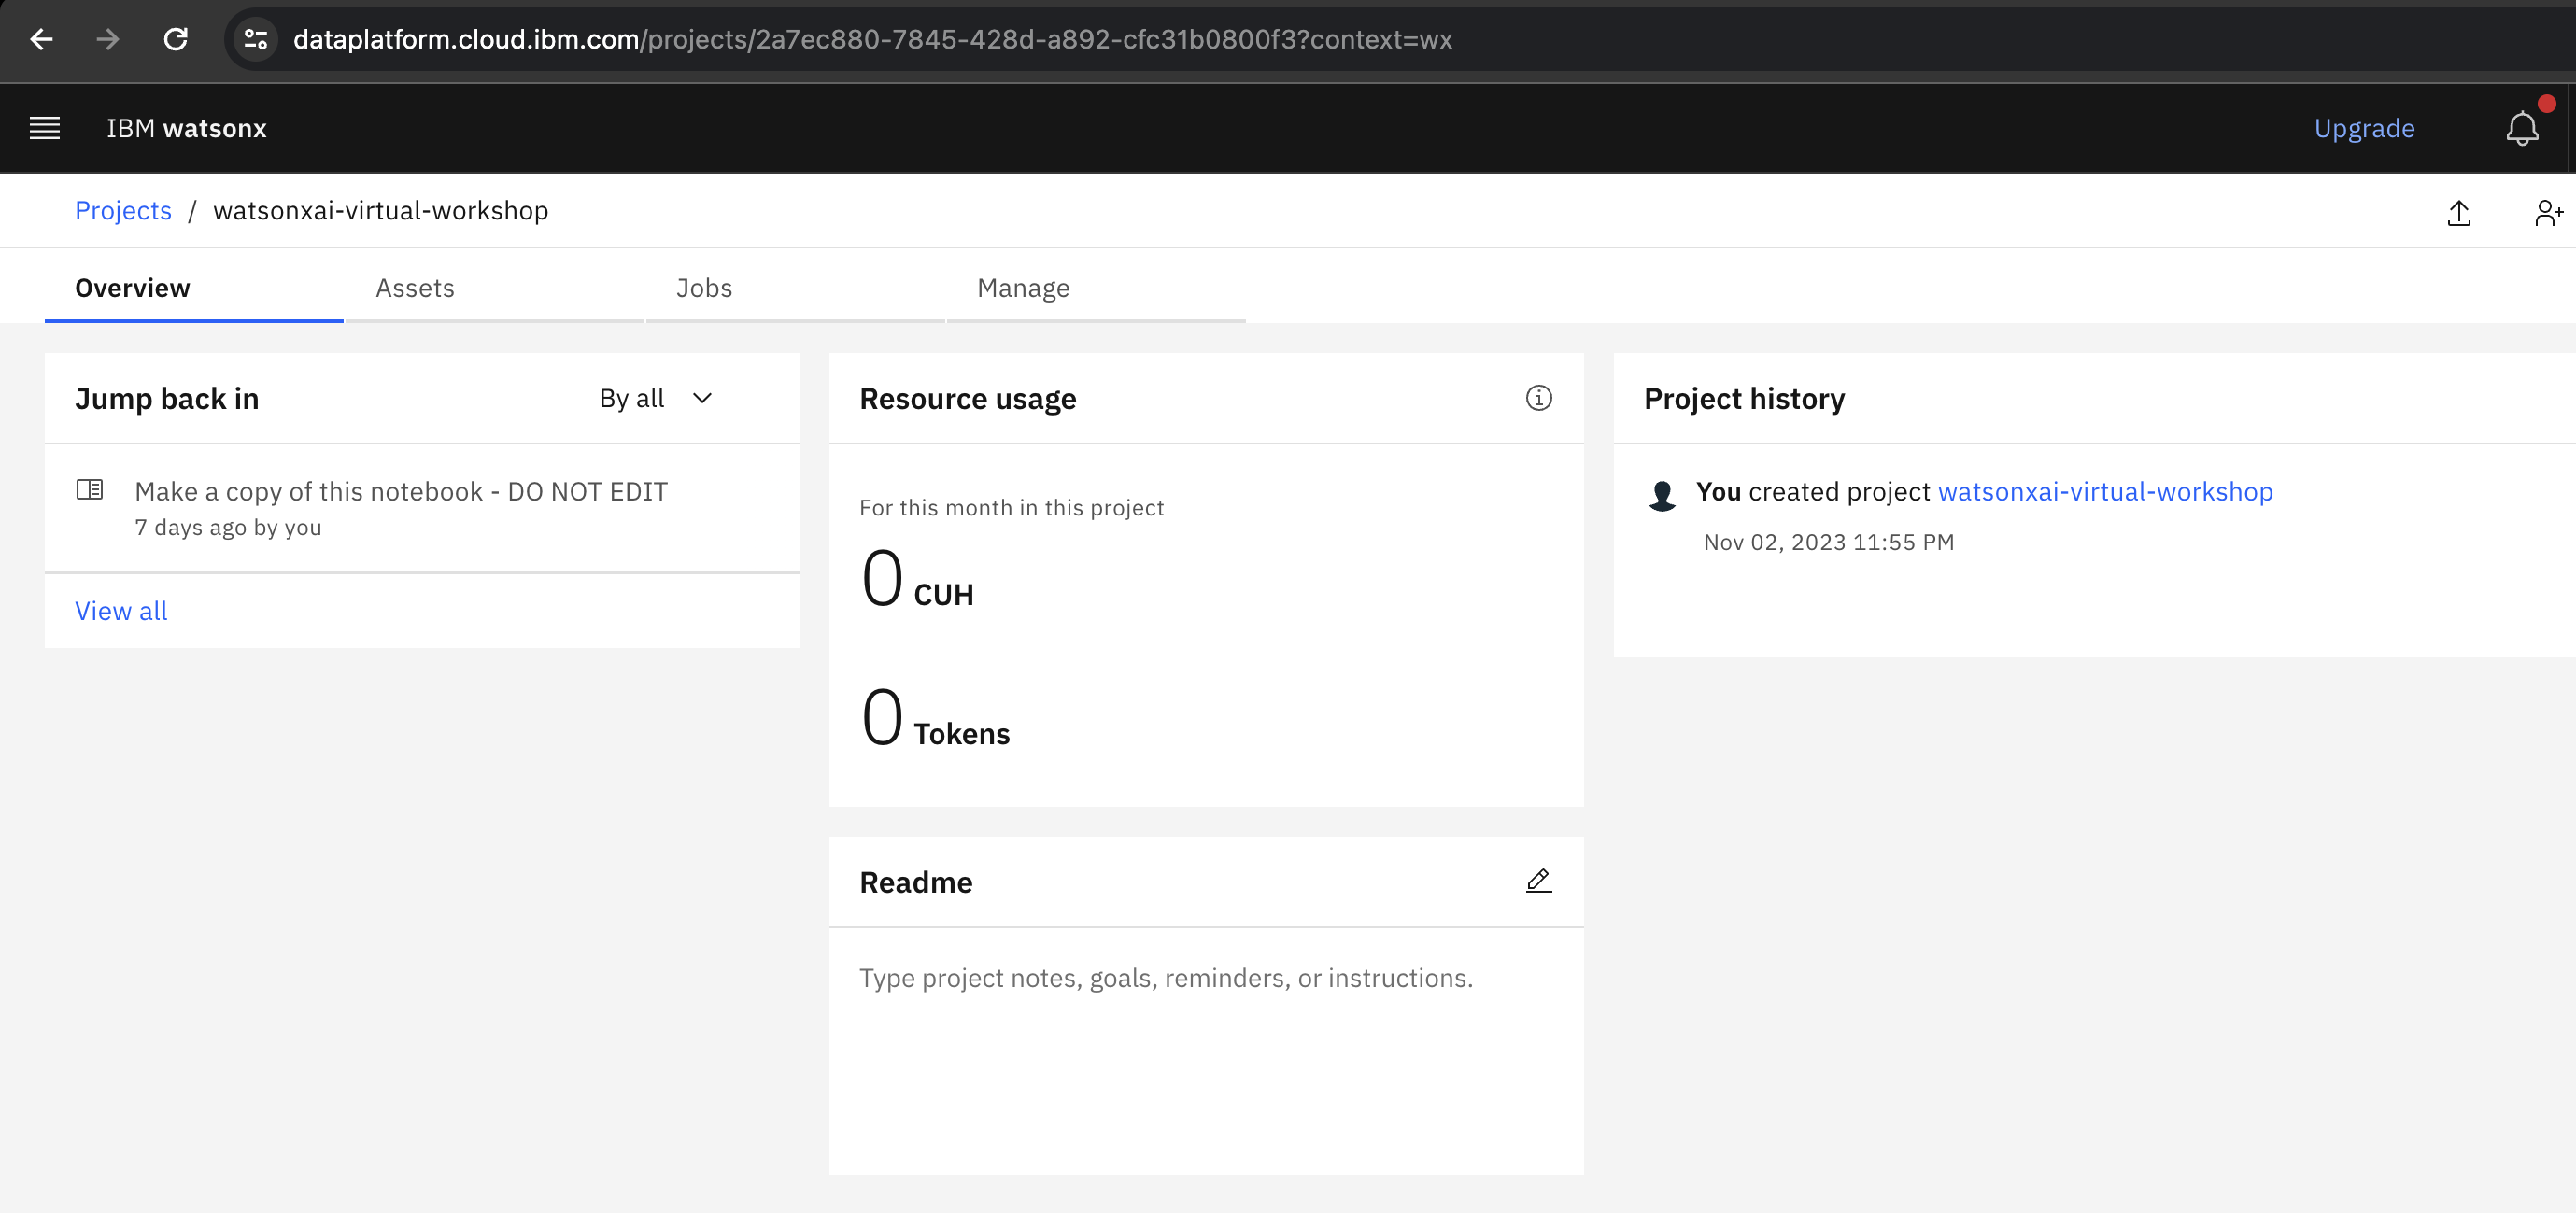 dataplatform.cloud.ibm.com/projects/2a7ec880-7845-428d-a892-cfc31b0800f3?context=wx
IBM watsonx
Upgrade
Projects / watsonxai-virtual-workshop
Overview
Assets
Jobs
Manage
Jump back in
By all
Make a copy of this notebook - DO NOT EDIT
7 days ago by you
View all
Resource usage
For this month in this project
0 CUH
0 Tokens
Readme
Type project notes, goals, reminders, or instructions.
Project history
You created project watsonxai-virtual-workshop
Nov 02, 2023 11:55 PM